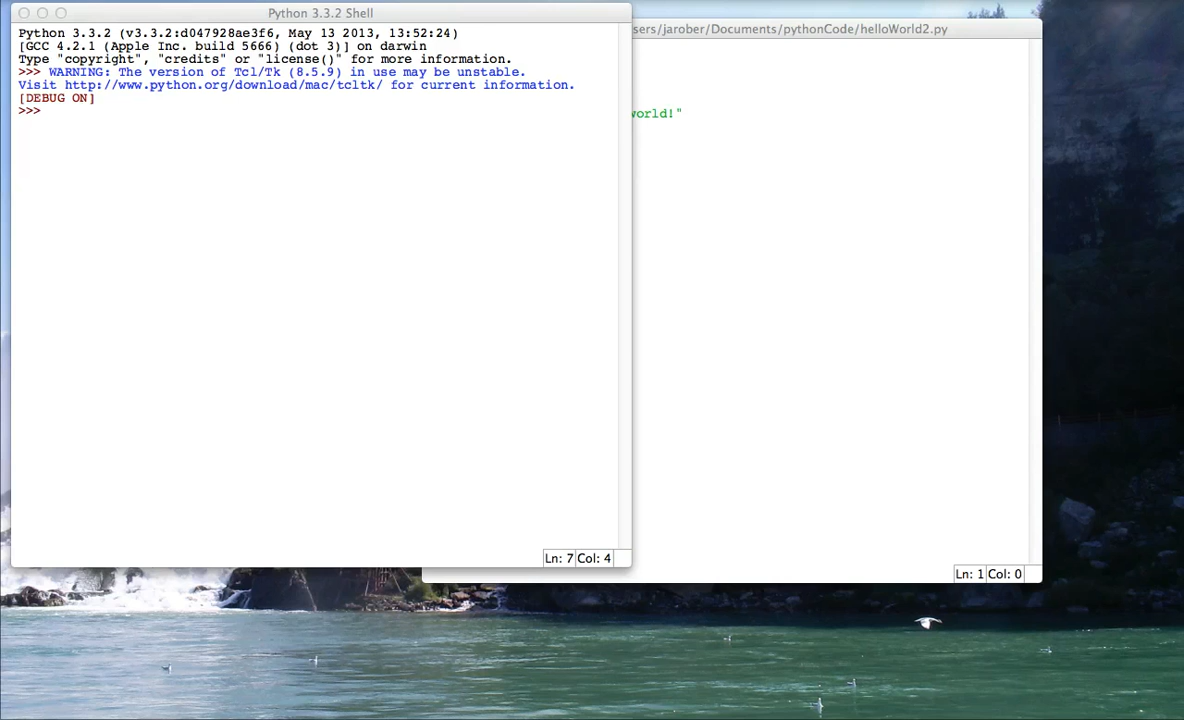 Python 3.3.2 Shell
Python 3.3.2 (v3.3.2:d047928ae3f6, May 13 2013, 13:52:24)
[GCC 4.2.1 (Apple Inc. build 5666) (dot 3)] on darwin
Type "copyright", "credits" or "license()" for more information.
>>> WARNING: The version of Tcl/Tk (8.5.9) in use may be unstable.
Visit http://www.python.org/download/mac/tcltk/ for current information.
[DEBUG ON]
>>>
Ln: 7 Col: 4
sers/jarober/Documents/pythonCode/helloWorld2.py
world!"
Ln: 1 Col: 0